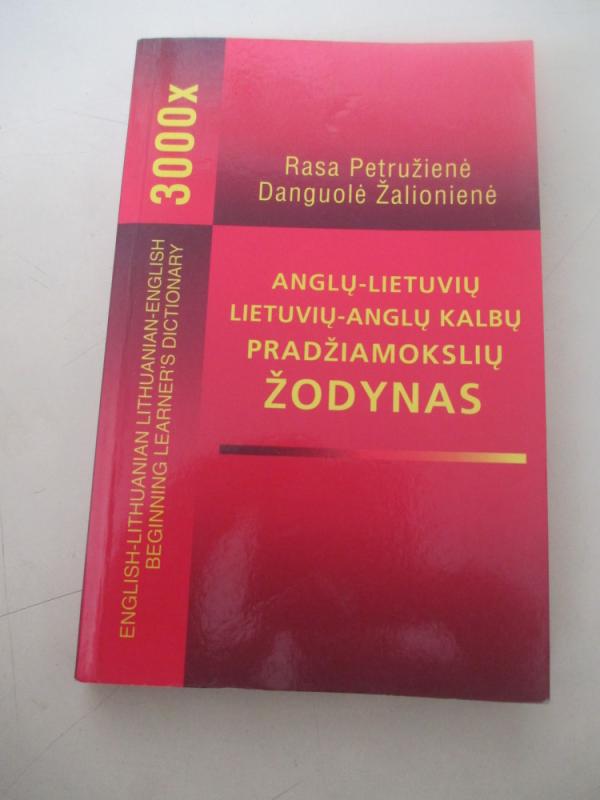 3000x
Rasa Petružienė
Danguolė Žalionienė
ANGLŲ-LIETUVIŲ
LIETUVIŲ-ANGLŲ KALBŲ
PRADŽIAMOKSLIŲ
ŽODYNAS
ENGLISH-LITHUANIAN LITHUANIAN-ENGLISH
BEGINNING LEARNER'S DICTIONARY